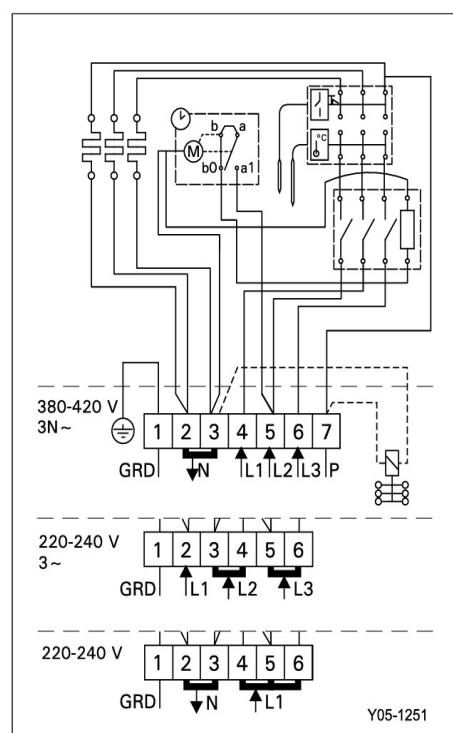 b a
M
b0 a1
°C
380-420 V
3N~
1 2 3 4 5 6 7
GRD N L1 L2 L3 P
220-240 V
3~
1 2 3 4 5 6
GRD L1 L2 L3
220-240 V
1 2 3 4 5 6
GRD N L1
Y05-1251